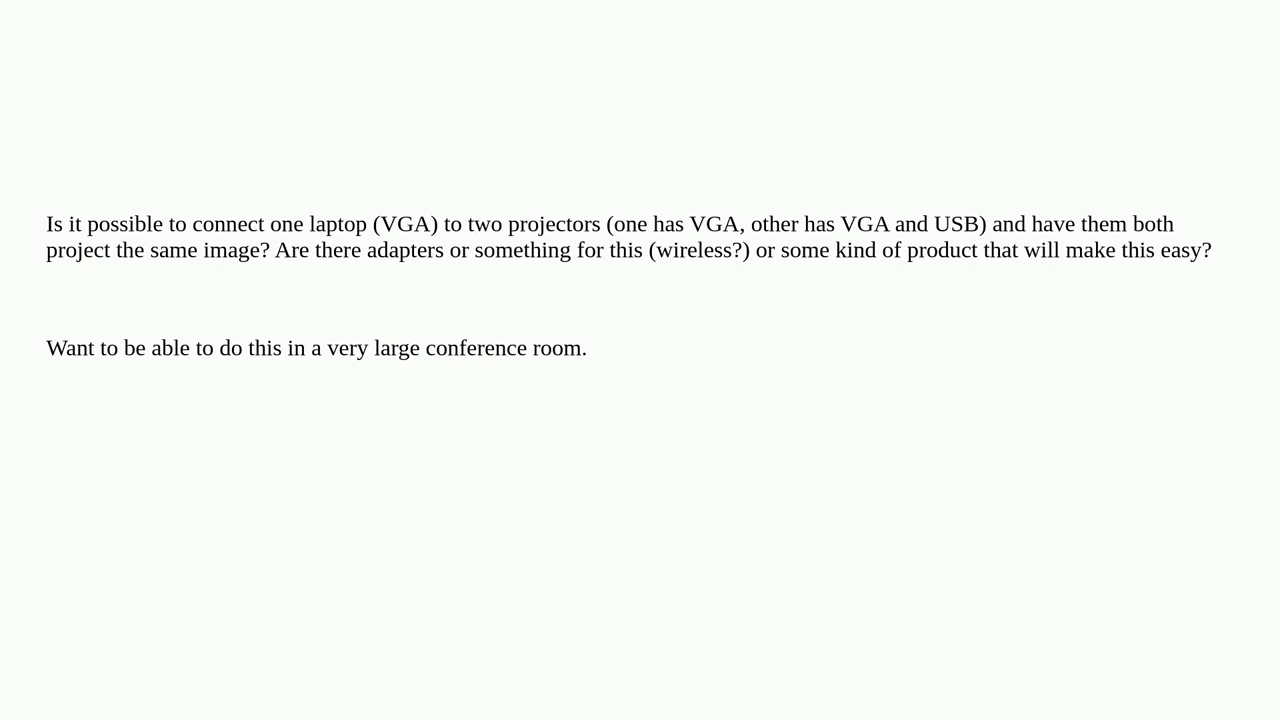 Is it possible to connect one laptop (VGA) to two projectors (one has VGA, other has VGA and USB) and have them both
project the same image? Are there adapters or something for this (wireless?) or some kind of product that will make this easy?
Want to be able to do this in a very large conference room.